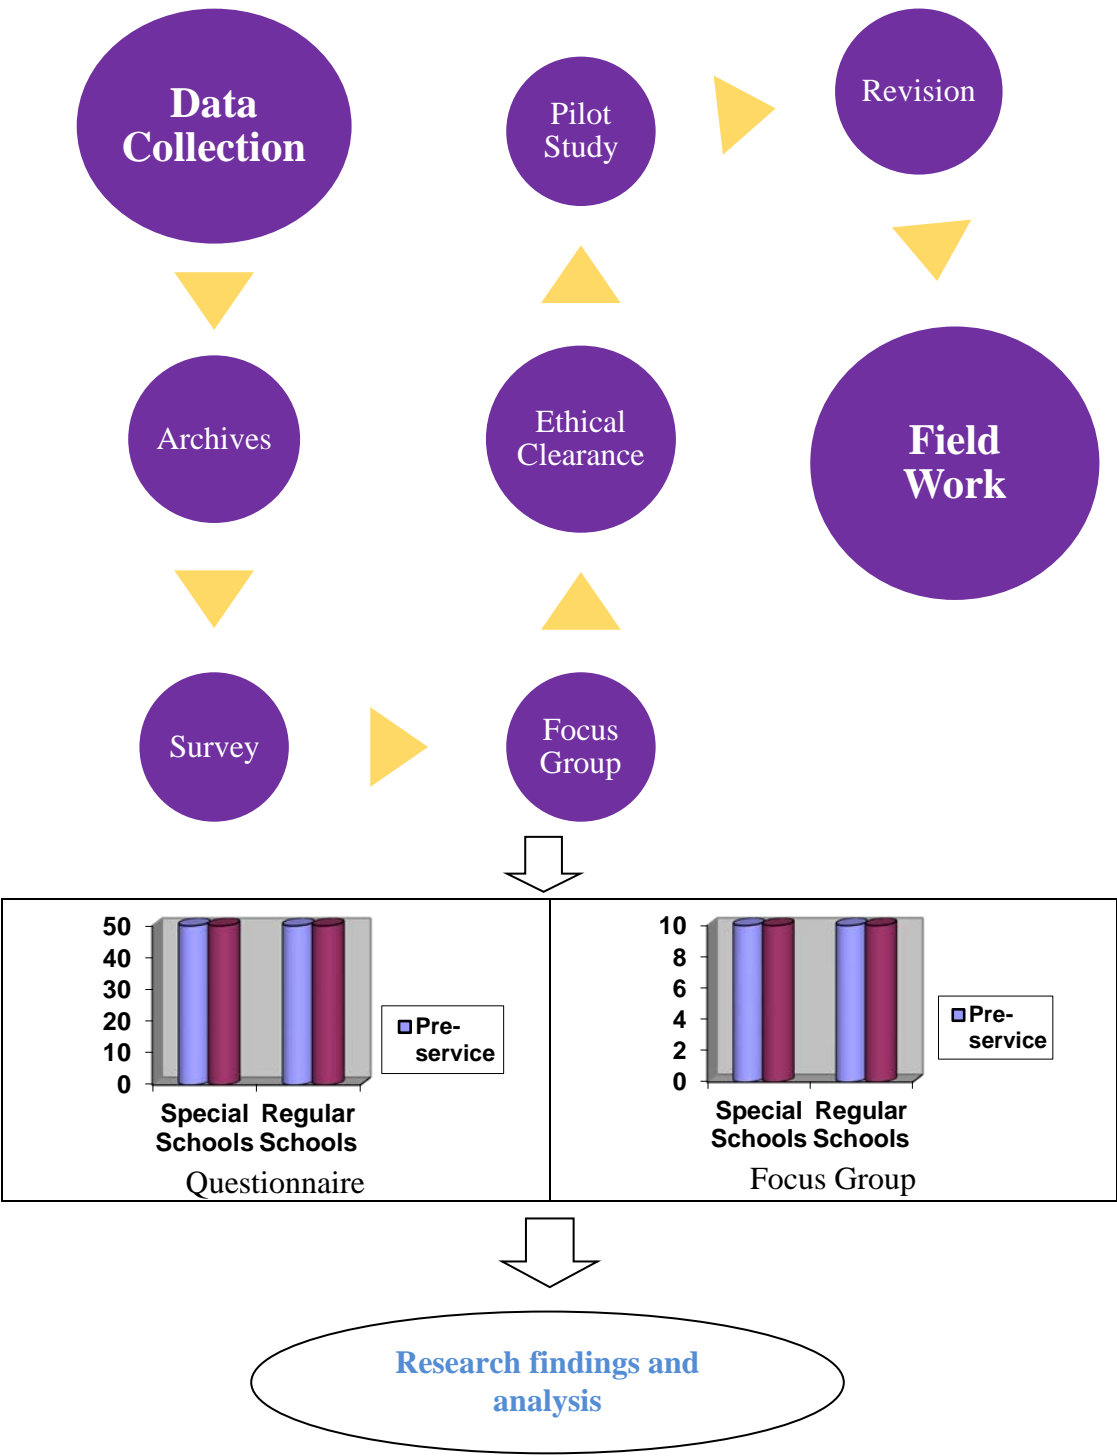 Data
Collection
Archives
Survey
Focus
Group
Ethical
Clearance
Pilot
Study
Revision
Field
Work
50
40
30
20
10
0
Special Regular
Schools Schools
Pre-
service
Questionnaire
10
8
6
4
2
0
Special Regular
Schools Schools
Pre-
service
Focus Group
Research findings and
analysis